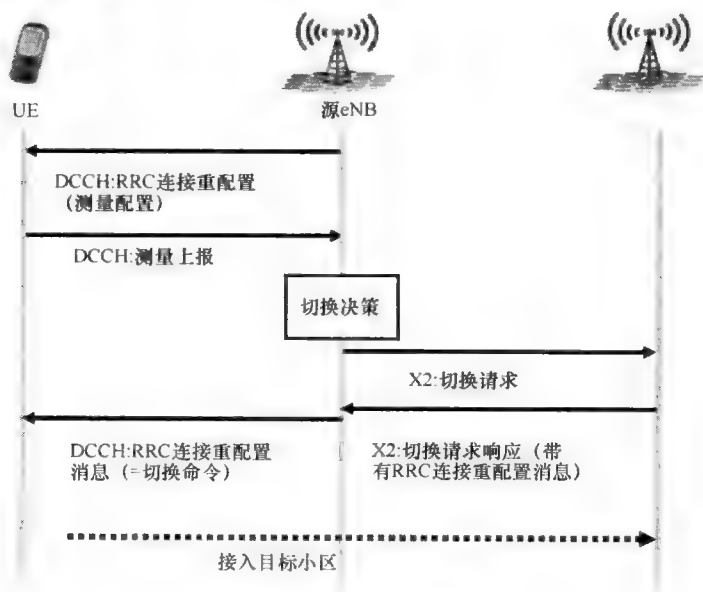 UE
源eNB
DCCH:RRC连接重配置
（测量配置）
DCCH:测量上报
切换决策
X2:切换请求
DCCH:RRC连接重配置
消息（=切换命令）
X2:切换请求响应（带
有RRC连接重配置消息）
接入目标小区